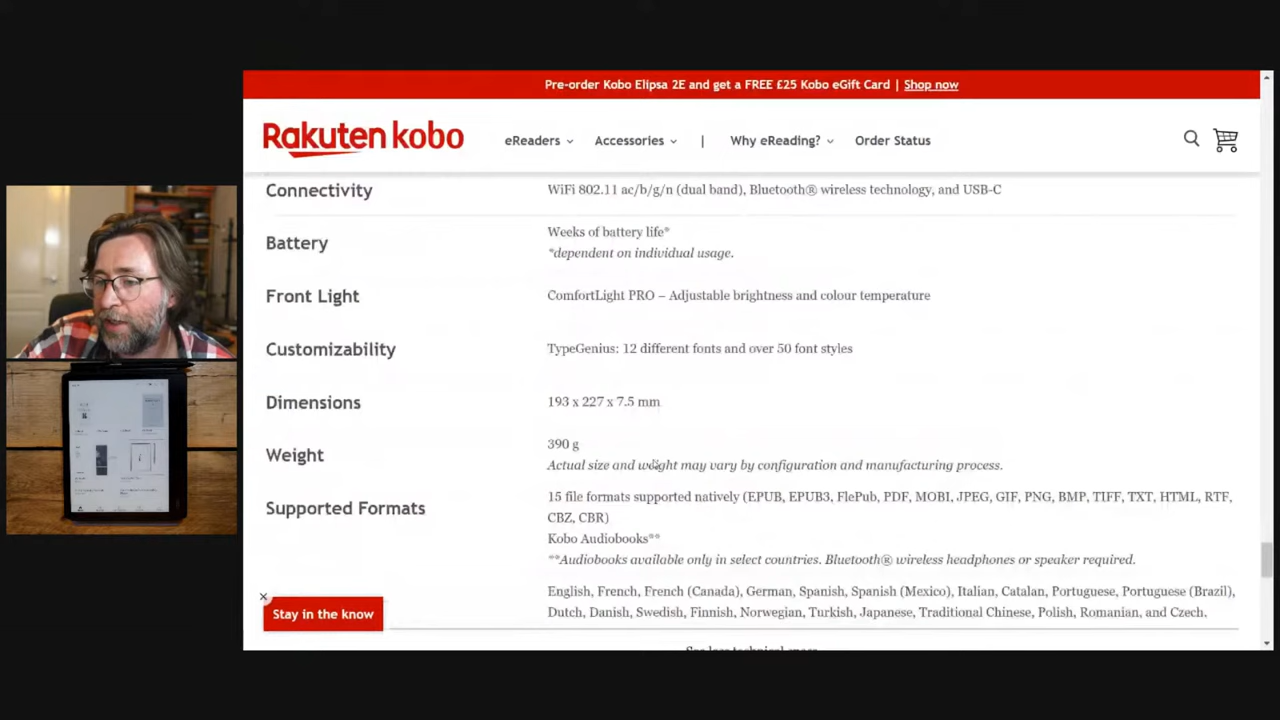 Pre-order Kobo Elipsa 2E and get a FREE £25 Kobo eGift Card | Shop now
Rakuten kobo
eReaders
Accessories
|
Why eReading?
Order Status
Connectivity
WiFi 802.11 ac/b/g/n (dual band), Bluetooth® wireless technology, and USB-C
Battery
Weeks of battery life*
*dependent on individual usage.
Front Light
ComfortLight PRO – Adjustable brightness and colour temperature
Customizability
TypeGenius: 12 different fonts and over 50 font styles
Dimensions
193 x 227 x 7.5 mm
Weight
390 g
Actual size and weight may vary by configuration and manufacturing process.
Supported Formats
15 file formats supported natively (EPUB, EPUB3, FlePub, PDF, MOBI, JPEG, GIF, PNG, BMP, TIFF, TXT, HTML, RTF,
CBZ, CBR)
Kobo Audiobooks**
**Audiobooks available only in select countries. Bluetooth® wireless headphones or speaker required.
English, French, French (Canada), German, Spanish, Spanish (Mexico), Italian, Catalan, Portuguese, Portuguese (Brazil),
Dutch, Danish, Swedish, Finnish, Norwegian, Turkish, Japanese, Traditional Chinese, Polish, Romanian, and Czech.
Stay in the know